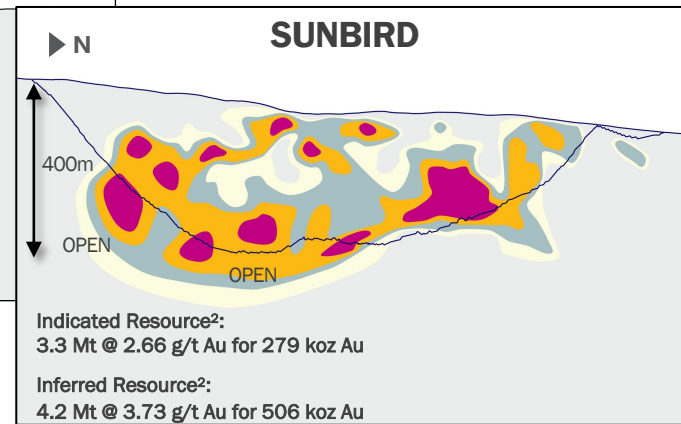 N
SUNBIRD
400m
OPEN
OPEN
Indicated Resource²:
3.3 Mt @ 2.66 g/t Au for 279 koz Au
Inferred Resource²:
4.2 Mt @ 3.73 g/t Au for 506 koz Au